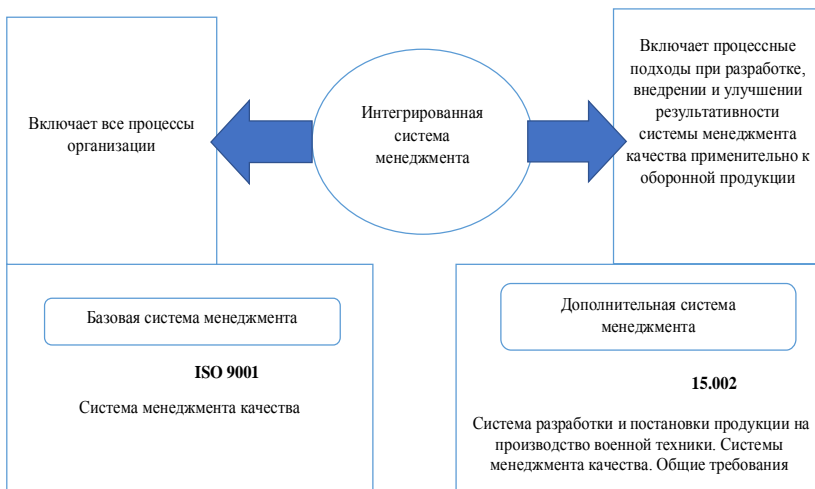 Включает все процессы
организации
Интегрированная
система
менеджмента
Включает процессные
подходы при разработке,
внедрении и улучшении
результативности
системы менеджмента
качества применительно к
оборонной продукции
Базовая система менеджмента
ISO 9001
Система менеджмента качества
Дополнительная система
менеджмента
15.002
Система разработки и постановки продукции на
производство военной техники. Системы
менеджмента качества. Общие требования